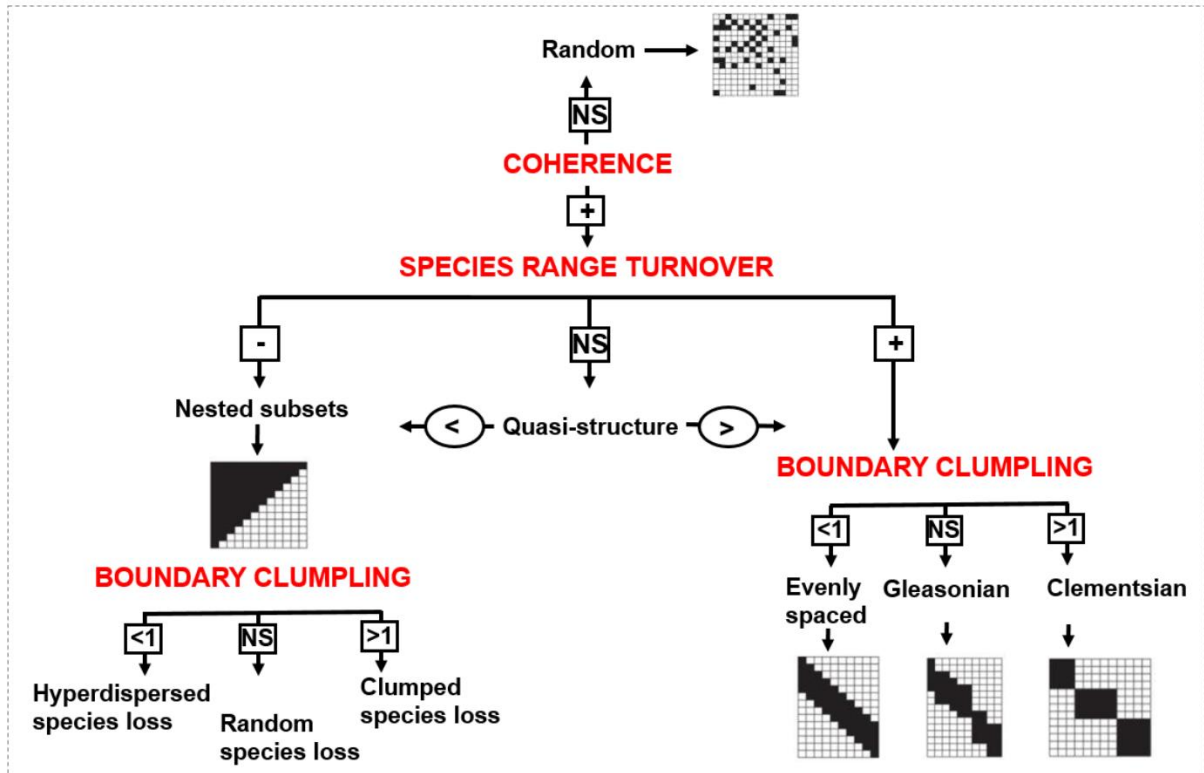 Random
NS
COHERENCE
+
SPECIES RANGE TURNOVER
-
NS
+
Nested subsets
<
Quasi-structure
>
BOUNDARY CLUMPLING
<1
NS
>1
Evenly
spaced
Gleasonian
Clementsian
BOUNDARY CLUMPLING
<1
NS
>1
Hyperdispersed
species loss
Random
species loss
Clumped
species loss